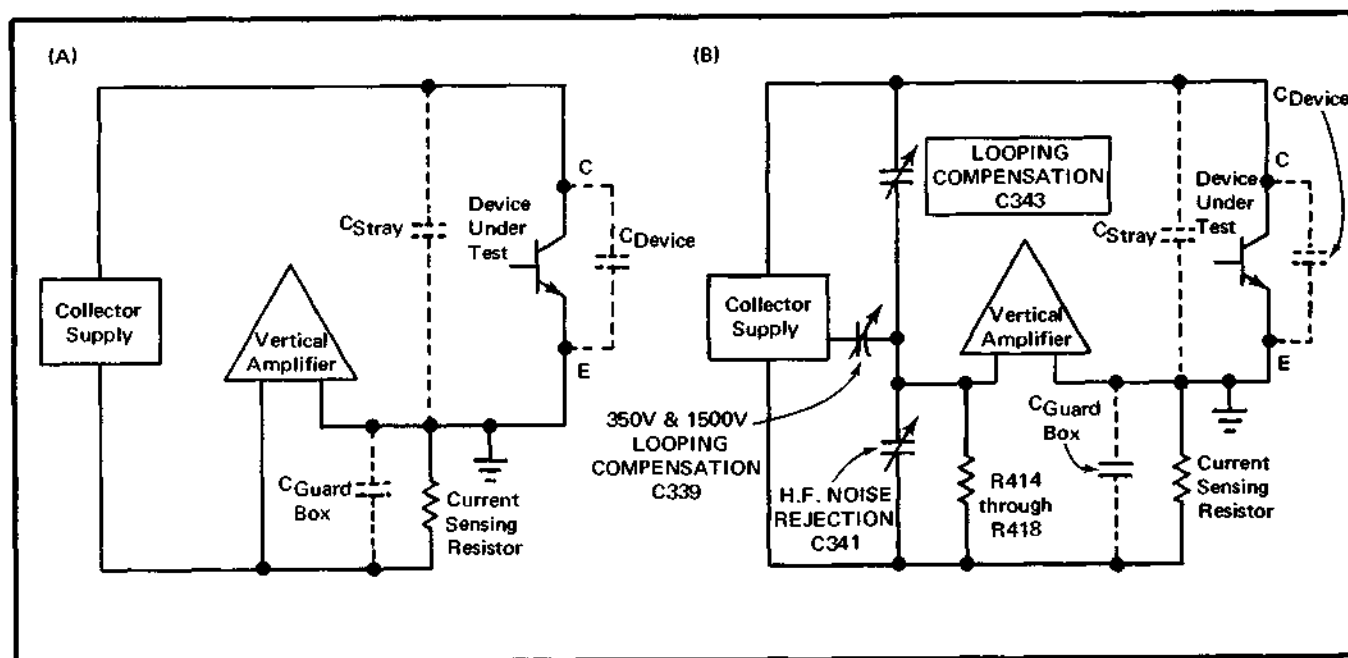 (A)
C
CStray
Device
Under
Test
CDevice
Collector
Supply
Vertical
Amplifier
E
CGuard
Box
Current
Sensing
Resistor
(B)
CDevice
LOOPING
COMPENSATION
C343
C
Device
Under
Test
CStray
Collector
Supply
Vertical
Amplifier
E
350V & 1500V
LOOPING
COMPENSATION
C339
CGuard
Box
H.F. NOISE
REJECTION
C341
R414
through
R418
Current
Sensing
Resistor